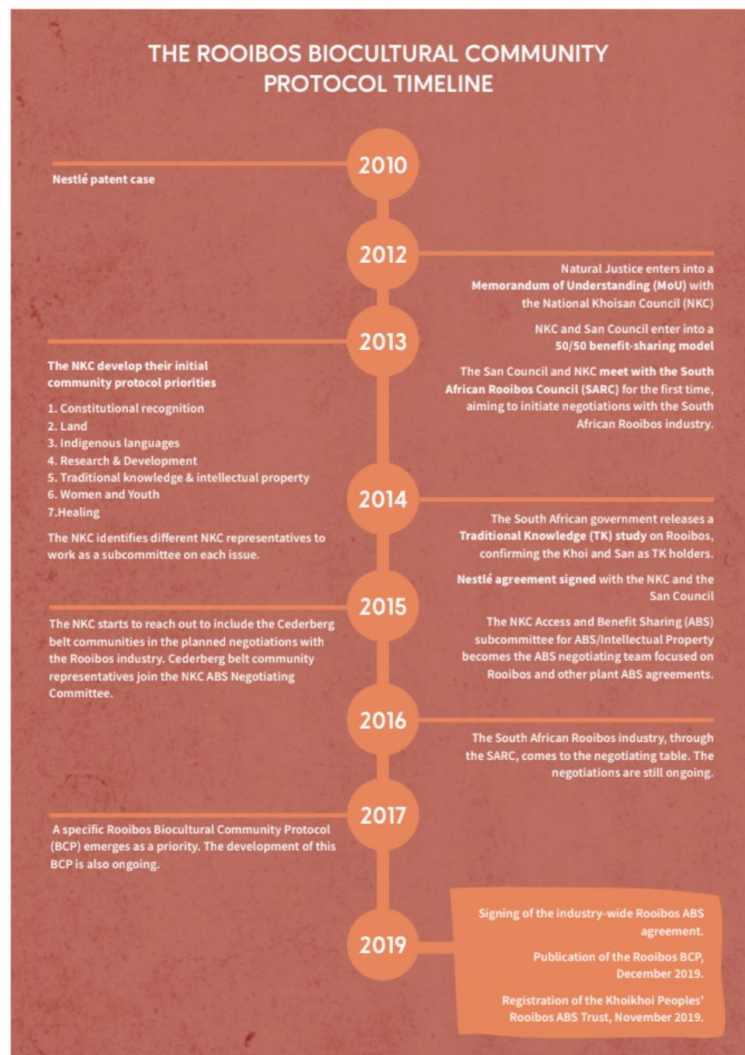 THE ROOIBOS BIOCULTURAL COMMUNITY
PROTOCOL TIMELINE
2010
Nestlé patent case
2012
Natural Justice enters into a
Memorandum of Understanding (MoU) with
the National Khoisan Council (NKC)
NKC and San Council enter into a
50/50 benefit-sharing model
The San Council and NKC meet with the South
African Rooibos Council (SARC) for the first time,
aiming to initiate negotiations with the South
African Rooibos industry.
2013
The NKC develop their initial
community protocol priorities
1. Constitutional recognition
2. Land
3. Indigenous languages
4. Research & Development
5. Traditional knowledge & intellectual property
6. Women and Youth
7.Healing
The NKC identifies different NKC representatives to
work as a subcommittee on each issue.
2014
The South African government releases a
Traditional Knowledge (TK) study on Rooibos,
confirming the Khoi and San as TK holders.
Nestlé agreement signed with the NKC and the
San Council
The NKC Access and Benefit Sharing (ABS)
subcommittee for ABS/Intellectual Property
becomes the ABS negotiating team focused on
Rooibos and other plant ABS agreements.
2015
The NKC starts to reach out to include the Cederberg
belt communities in the planned negotiations with
the Rooibos industry. Cederberg belt community
representatives join the NKC ABS Negotiating
Committee.
2016
The South African Rooibos industry, through
the SARC, comes to the negotiating table. The
negotiations are still ongoing.
2017
A specific Rooibos Biocultural Community Protocol
(BCP) emerges as a priority. The development of this
BCP is also ongoing.
2019
Signing of the industry-wide Rooibos ABS
agreement.
Publication of the Rooibos BCP,
December 2019.
Registration of the Khoikhoi Peoples'
Rooibos ABS Trust, November 2019.